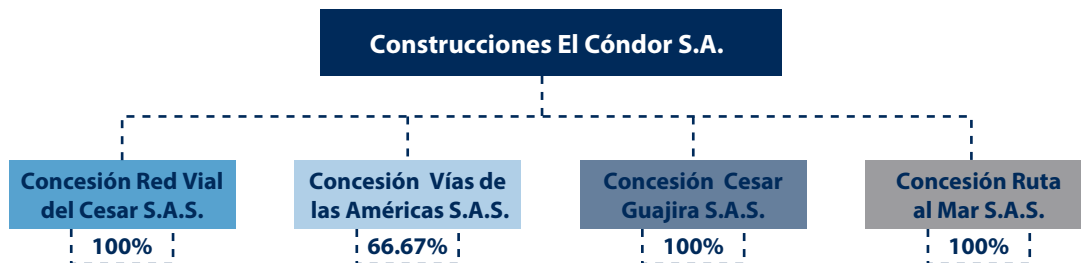 Construcciones El Cóndor S.A.
Concesión Red Vial
del Cesar S.A.S.
100%
Concesión Vías de
las Américas S.A.S.
66.67%
Concesión Cesar
Guajira S.A.S.
100%
Concesión Ruta
al Mar S.A.S.
100%